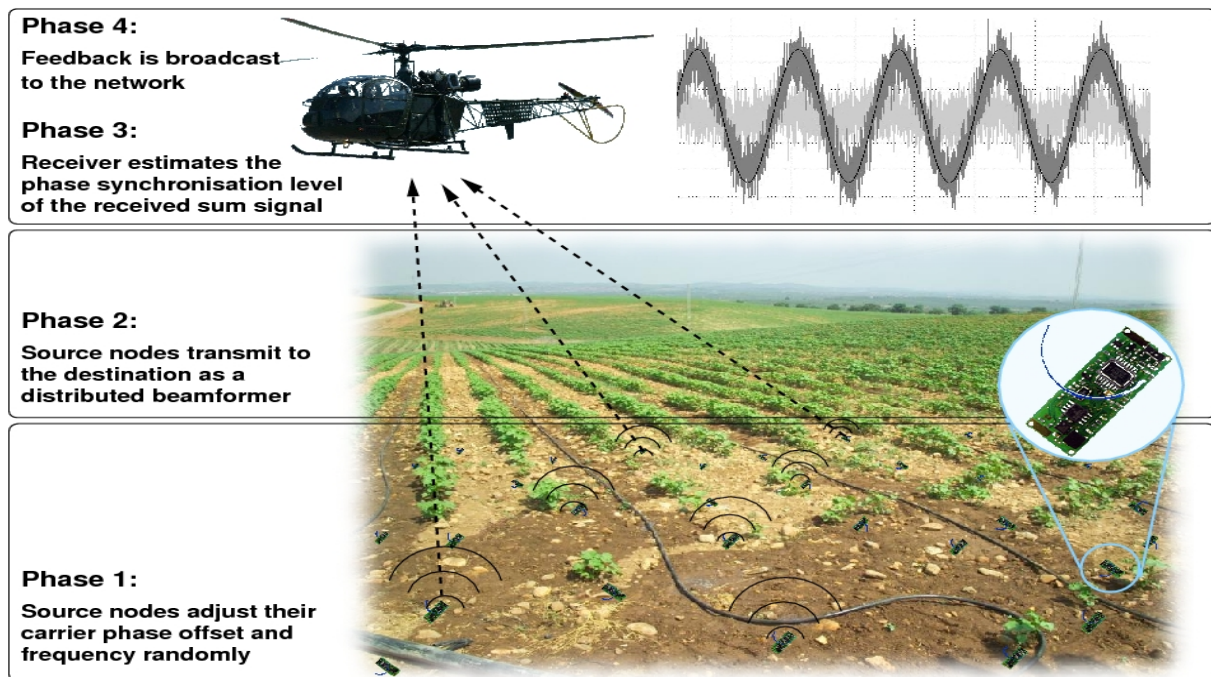 Phase 4:
Feedback is broadcast
to the network
Phase 3:
Receiver estimates the
phase synchronisation level
of the received sum signal
Phase 2:
Source nodes transmit to
the destination as a
distributed beamformer
Phase 1:
Source nodes adjust their
carrier phase offset and
frequency randomly